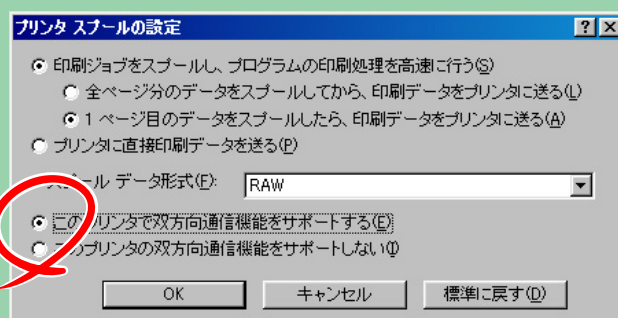 プリンタ スプールの設定
印刷ジョブをスプールし、プログラムの印刷処理を高速に行う(S)
全ページ分のデータをスプールしてから、印刷データをプリンタに送る(L)
1 ページ目のデータをスプールしたら、印刷データをプリンタに送る(A)
プリンタに直接印刷データを送る(P)
スプール データ形式(F): RAW
このプリンタで双方向通信機能をサポートする(E)
このプリンタの双方向通信機能をサポートしない(I)
OK キャンセル 標準に戻す(D)